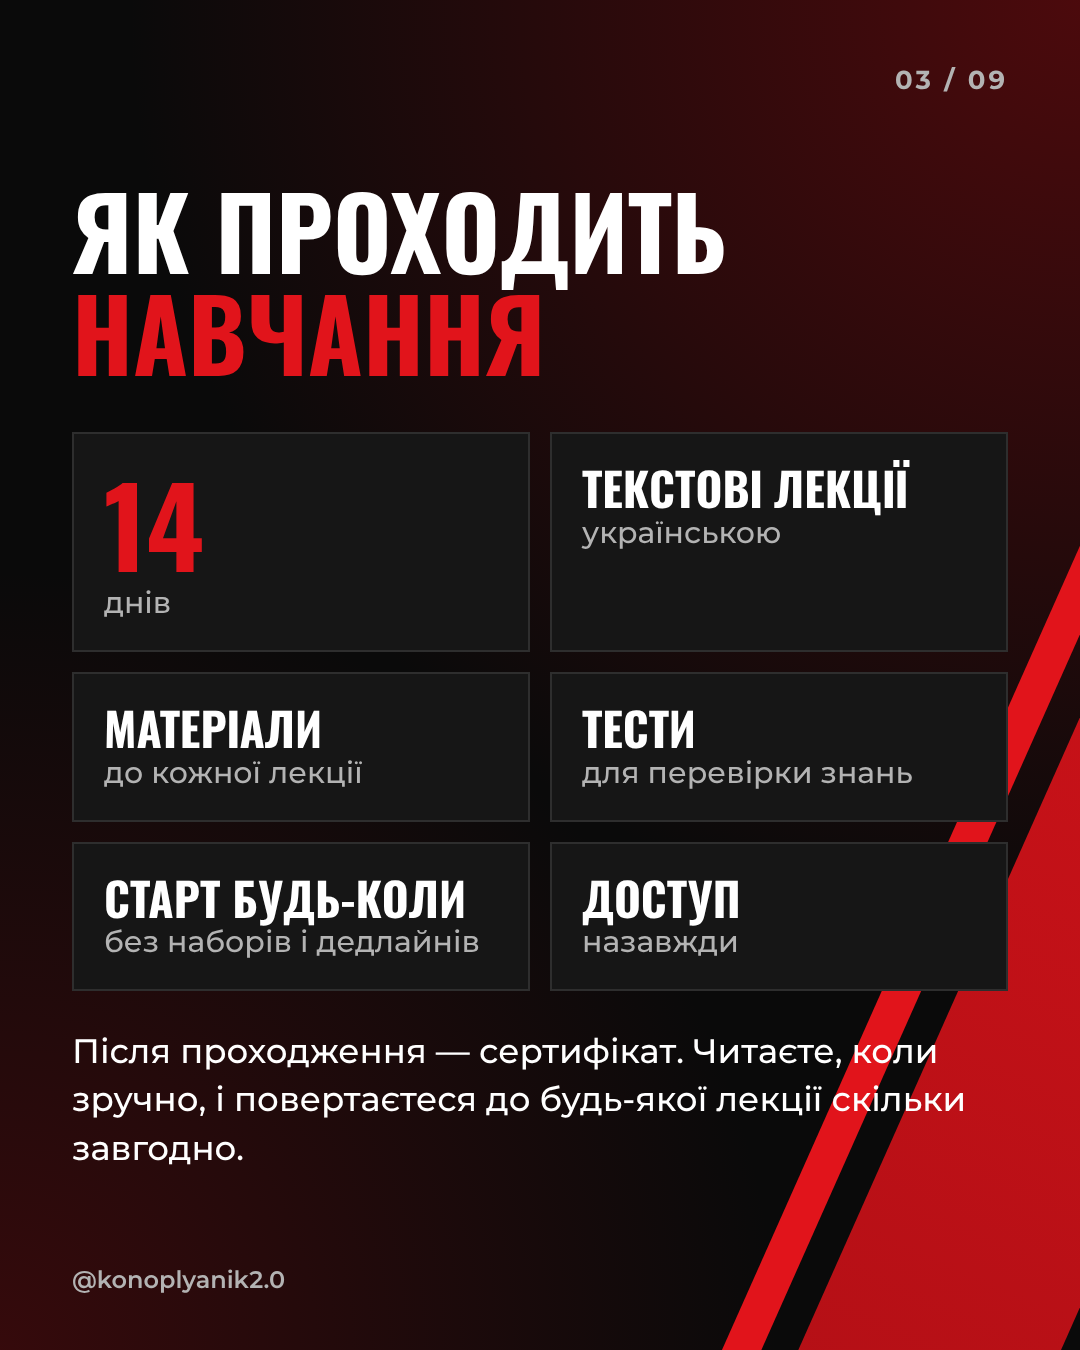 03 / 09
ЯК ПРОХОДИТЬ
НАВЧАННЯ
14
днів
ТЕКСТОВІ ЛЕКЦІЇ
українською
МАТЕРІАЛИ
до кожної лекції
ТЕСТИ
для перевірки знань
СТАРТ БУДЬ-КОЛИ
без наборів і дедлайнів
ДОСТУП
назавжди
Після проходження — сертифікат. Читаєте, коли
зручно, і повертаєтеся до будь-якої лекції скільки
завгодно.
@konoplyanik2.0